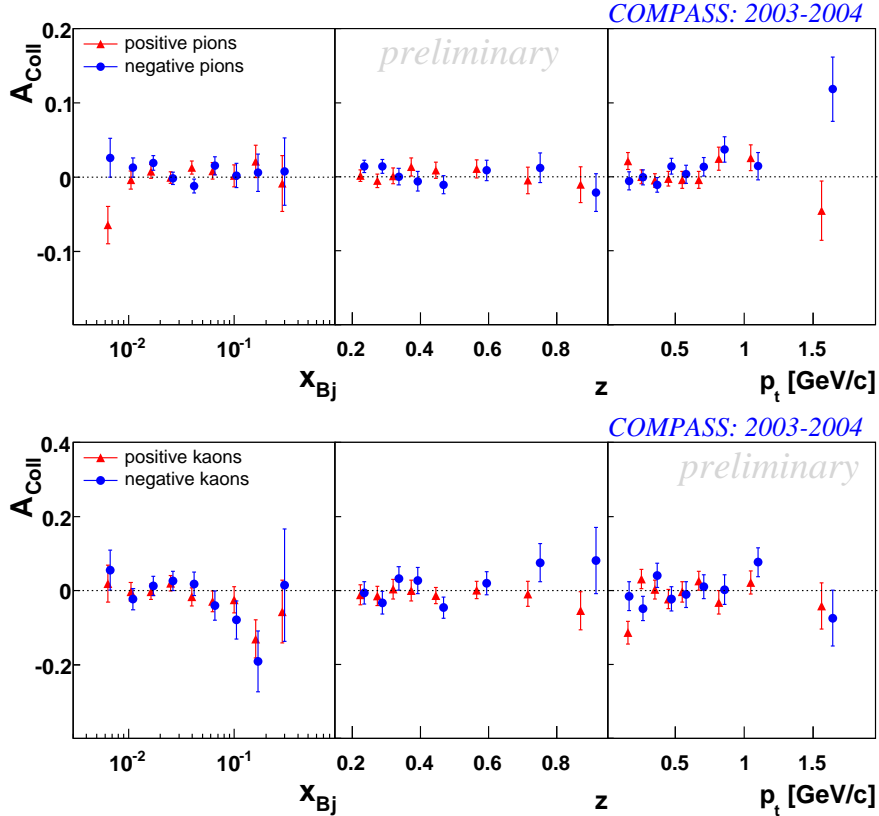 COMPASS: 2003-2004
A_Coll
0.2
0.1
0
-0.1
positive pions
negative pions
preliminary
10^-2 10^-1 0.2 0.4 0.6 0.8 0.5 1 1.5
x_Bj z p_t [GeV/c]
COMPASS: 2003-2004
A_Coll
0.4
0.2
0
-0.2
positive kaons
negative kaons
preliminary
10^-2 10^-1 0.2 0.4 0.6 0.8 0.5 1 1.5
x_Bj z p_t [GeV/c]